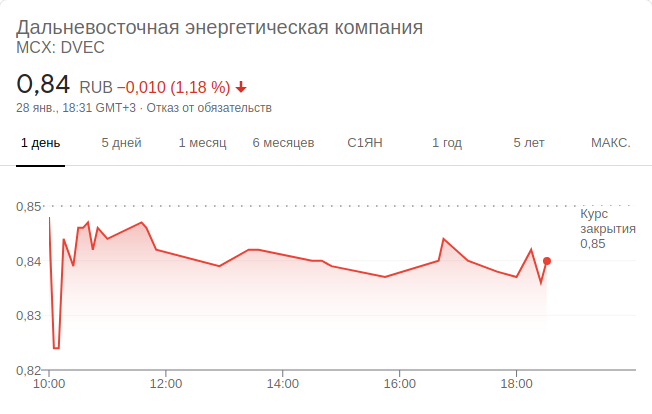 Дальневосточная энергетическая компания
MCX: DVEC
0,84 RUB −0,010 (1,18 %)
28 янв., 18:31 GMT+3 · Отказ от обязательств
1 день 5 дней 1 месяц 6 месяцев С1ЯН 1 год 5 лет МАКС.
0,85
Курс
закрытия
0,85
0,84
0,83
0,82
10:00 12:00 14:00 16:00 18:00